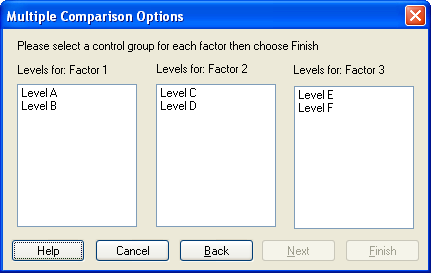 Multiple Comparison Options
Please select a control group for each factor then choose Finish
Levels for: Factor 1 Levels for: Factor 2 Levels for: Factor 3
Level A Level C Level E
Level B Level D Level F
Help Cancel Back Next Finish